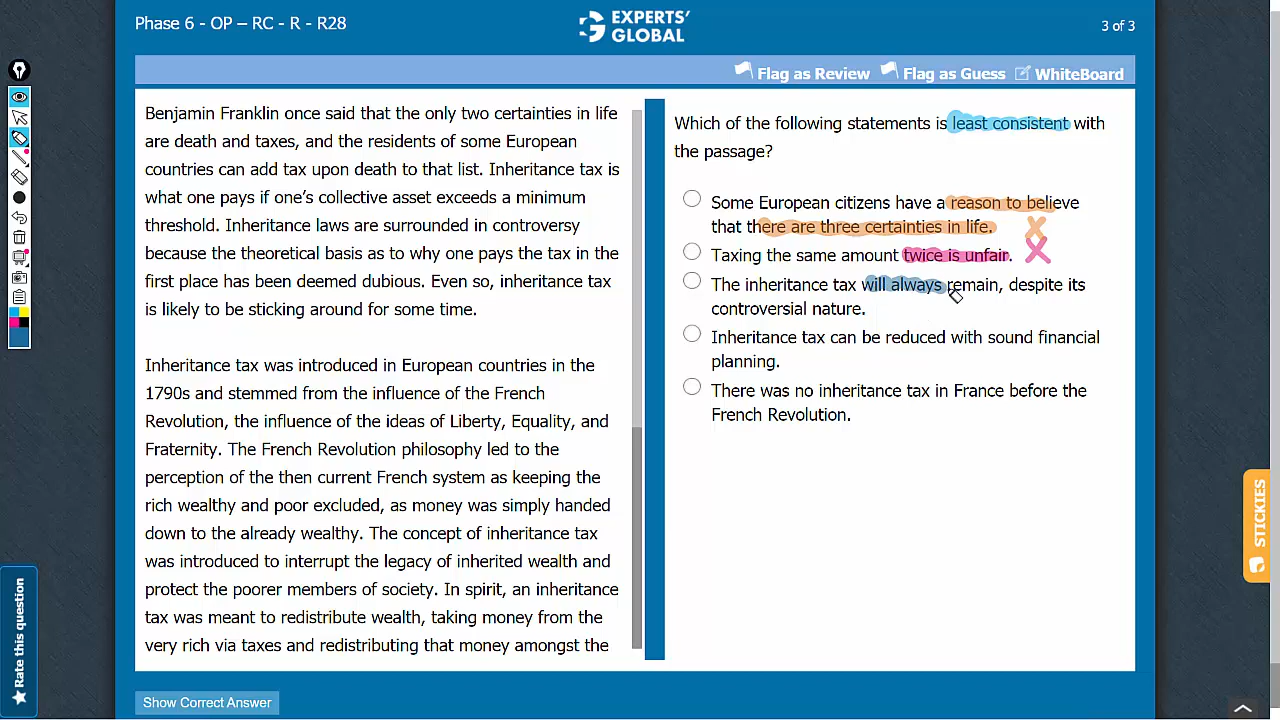 Phase 6 - OP – RC - R - R28
EXPERTS'
GLOBAL
3 of 3
Flag as Review
Flag as Guess
WhiteBoard
Benjamin Franklin once said that the only two certainties in life
are death and taxes, and the residents of some European
countries can add tax upon death to that list. Inheritance tax is
what one pays if one's collective asset exceeds a minimum
threshold. Inheritance laws are surrounded in controversy
because the theoretical basis as to why one pays the tax in the
first place has been deemed dubious. Even so, inheritance tax
is likely to be sticking around for some time.
Inheritance tax was introduced in European countries in the
1790s and stemmed from the influence of the French
Revolution, the influence of the ideas of Liberty, Equality, and
Fraternity. The French Revolution philosophy led to the
perception of the then current French system as keeping the
rich wealthy and poor excluded, as money was simply handed
down to the already wealthy. The concept of inheritance tax
was introduced to interrupt the legacy of inherited wealth and
protect the poorer members of society. In spirit, an inheritance
tax was meant to redistribute wealth, taking money from the
very rich via taxes and redistributing that money amongst the
Which of the following statements is least consistent with
the passage?
Some European citizens have a reason to believe
that there are three certainties in life.
Taxing the same amount twice is unfair.
The inheritance tax will always remain, despite its
controversial nature.
Inheritance tax can be reduced with sound financial
planning.
There was no inheritance tax in France before the
French Revolution.
STICKIES
Rate this question
Show Correct Answer